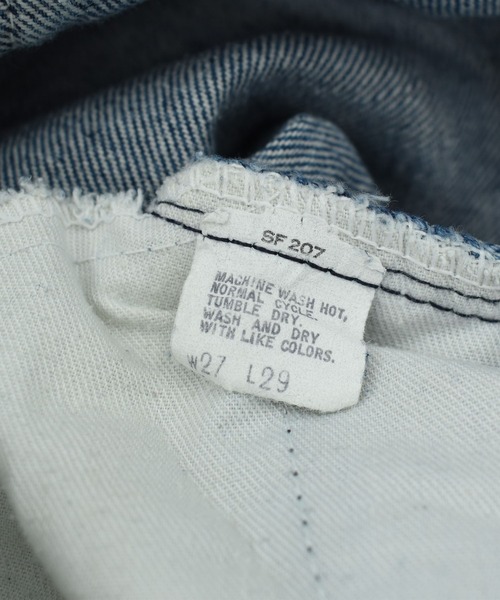 SF 207
MACHINE WASH HOT,
NORMAL CYCLE.
TUMBLE DRY.
WASH AND DRY
WITH LIKE COLORS.
W27 L29